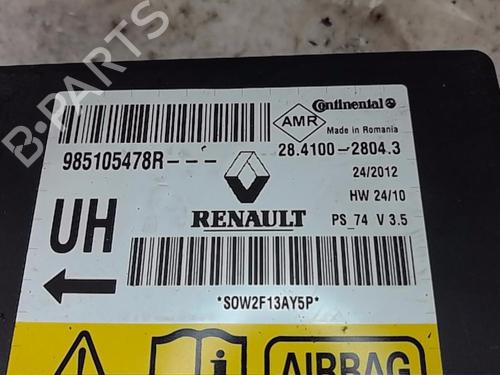 B-PARTS
AMR
Continental
Made in Romania
985105478R---
28.4100-2804.3
24/2012
HW 24/10
UH
RENAULT
PS_74 V 3.5
*SOW2F13AY5P*
i
AIRBAG